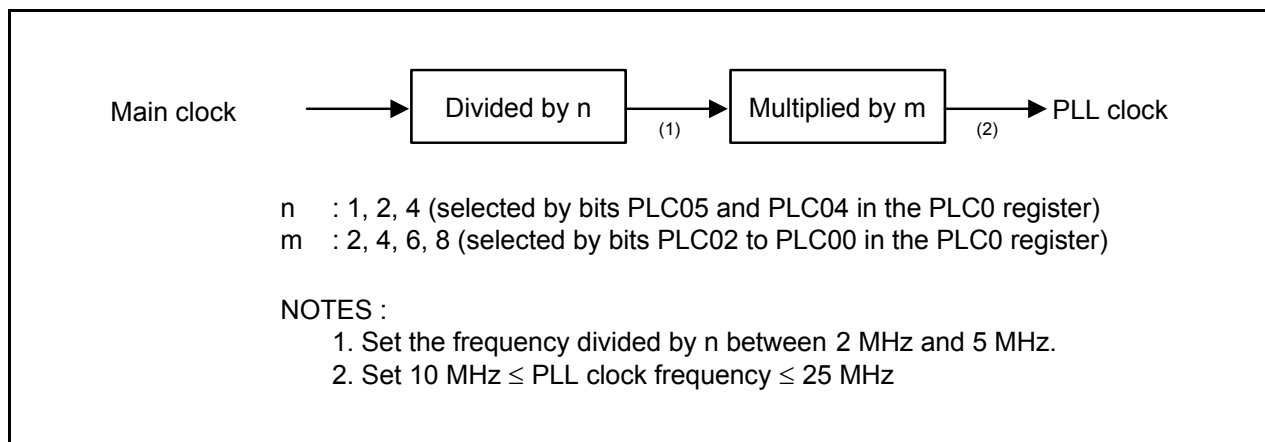 Main clock Divided by n Multiplied by m PLL clock
(1) (2)
n : 1, 2, 4 (selected by bits PLC05 and PLC04 in the PLC0 register)
m : 2, 4, 6, 8 (selected by bits PLC02 to PLC00 in the PLC0 register)
NOTES :
1. Set the frequency divided by n between 2 MHz and 5 MHz.
2. Set 10 MHz ≤ PLL clock frequency ≤ 25 MHz